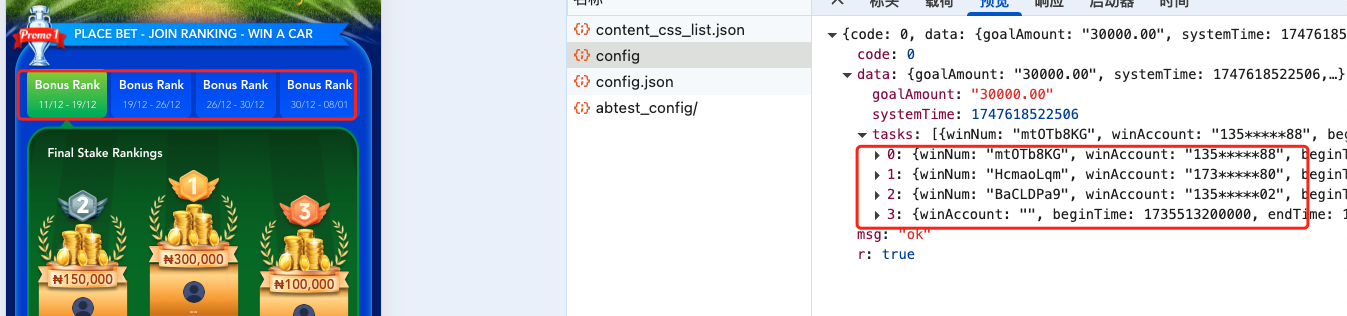 Promo 1
PLACE BET - JOIN RANKING - WIN A CAR
Bonus Rank
11/12 - 19/12
Bonus Rank
19/12 - 26/12
Bonus Rank
26/12 - 30/12
Bonus Rank
30/12 - 08/01
Final Stake Rankings
2
1
3
₦150,000
₦300,000
₦100,000
--
名称
content_css_list.json
config
config.json
abtest_config/
标头
载荷
预览
响应
启动器
时间
{code: 0, data: {goalAmount: "30000.00", systemTime: 17476185
code: 0
data: {goalAmount: "30000.00", systemTime: 1747618522506,…}
goalAmount: "30000.00"
systemTime: 1747618522506
tasks: [{winNum: "mtOTb8KG", winAccount: "135*****88", beg
0: {winNum: "mtOTb8KG", winAccount: "135*****88", beginT
1: {winNum: "HcmaoLqm", winAccount: "173*****80", beginT
2: {winNum: "BaCLDPa9", winAccount: "135*****02", beginT
3: {winAccount: "", beginTime: 1735513200000, endTime: 1
msg: "ok"
r: true